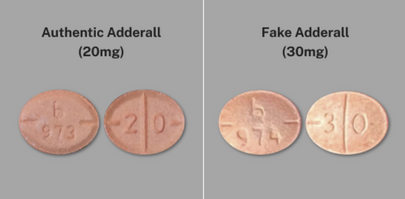 Authentic Adderall
(20mg)
b
973
2 0
Fake Adderall
(30mg)
b
974
3 0